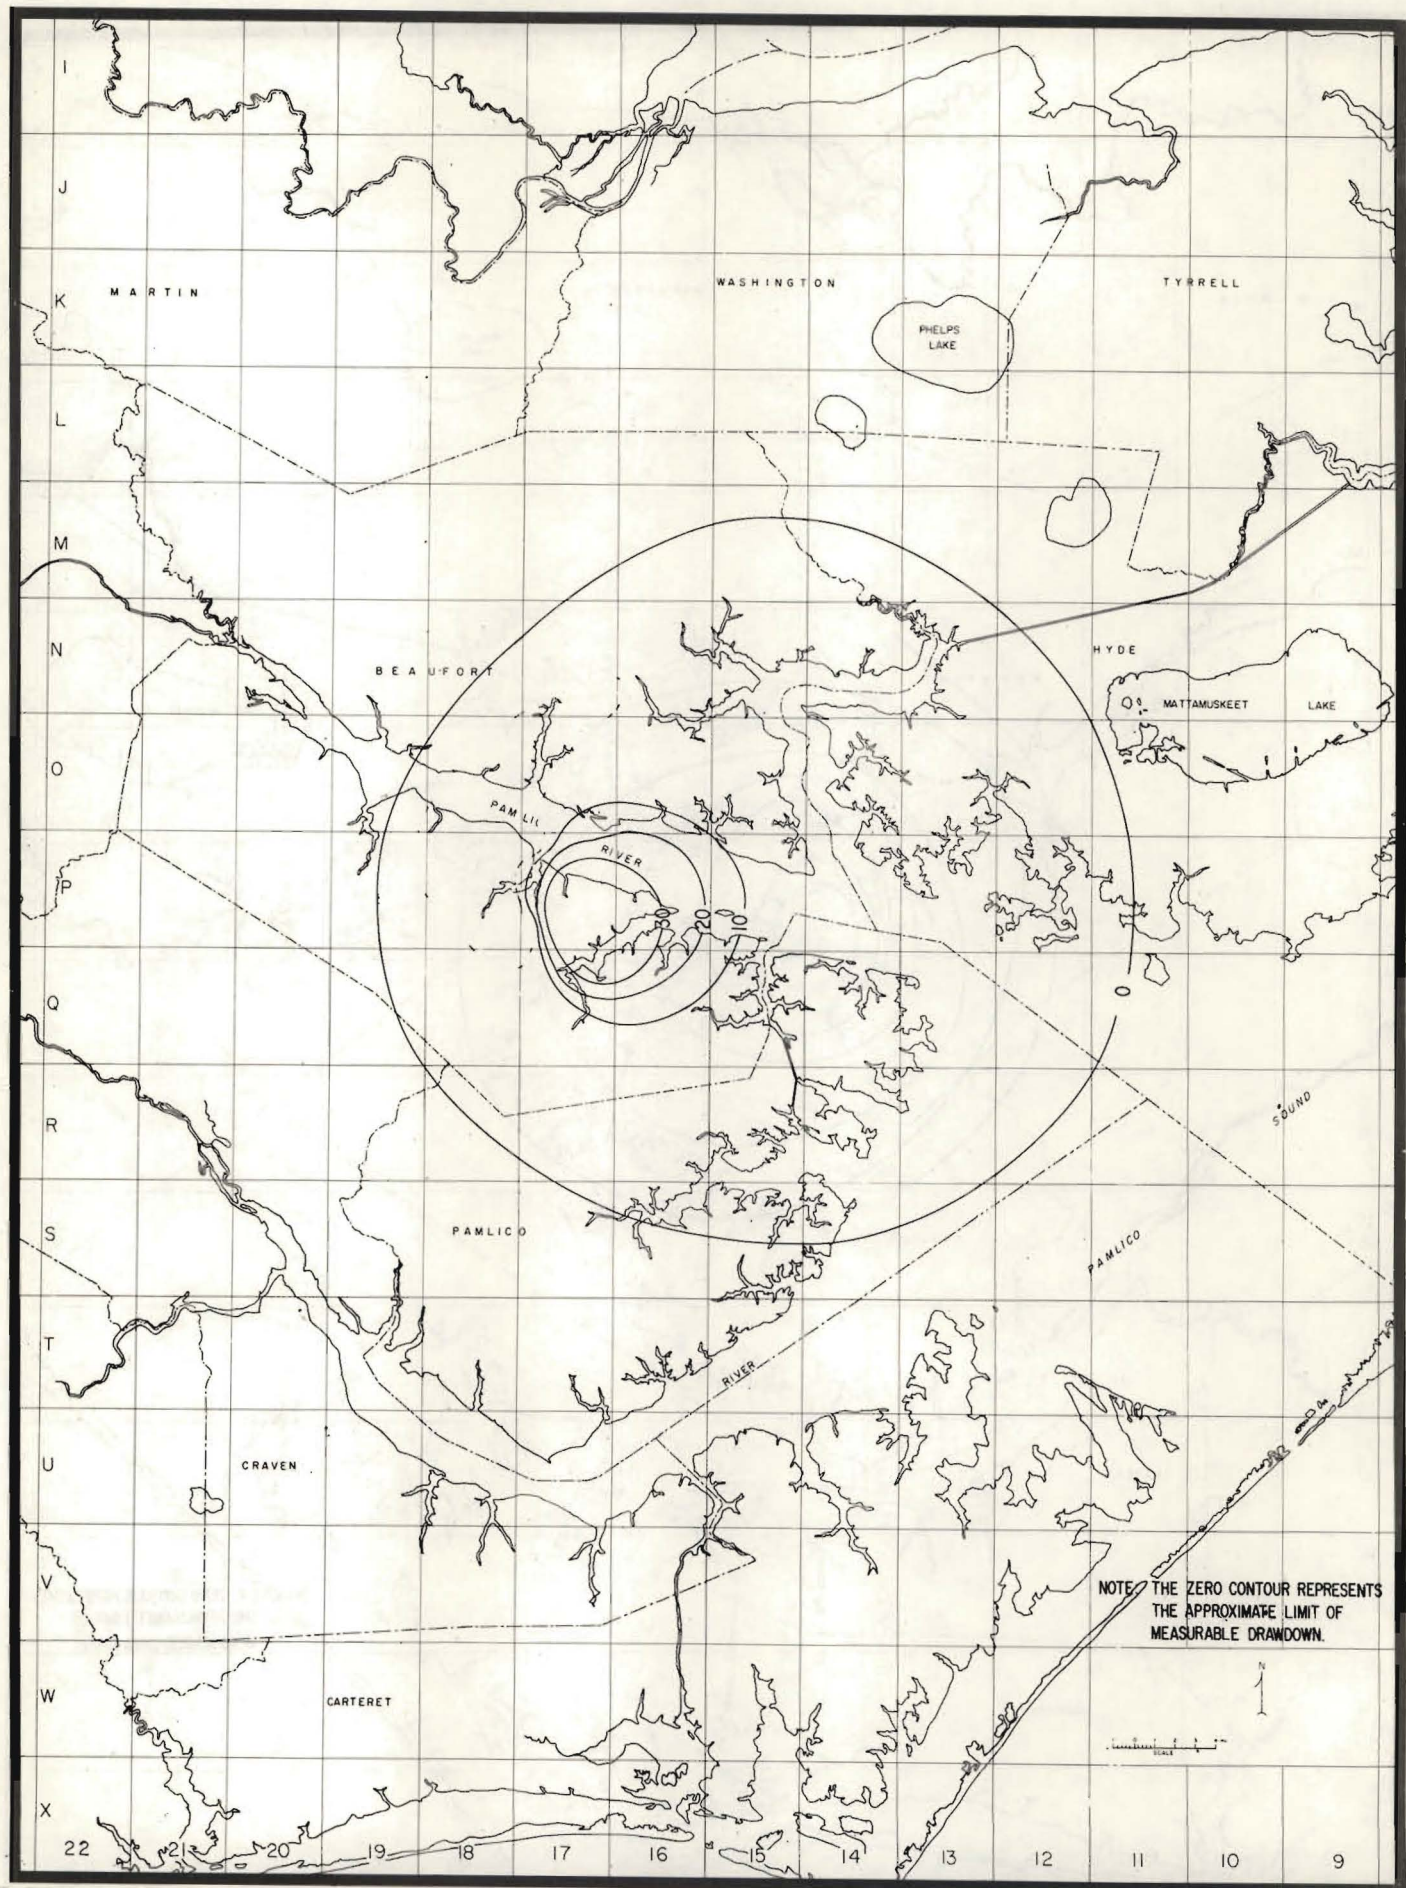 I
J
K
MARTIN
WASHINGTON
TYRRELL
PHELPS
LAKE
L
M
N
BEAUFORT
HYDE
MATTAMUSKEET LAKE
O
PAMLIC
RIVER
P
30
20
10
Q
0
R
SOUND
S
PAMLICO
PAMLICO
T
RIVER
U
CRAVEN
V
NOTE: THE ZERO CONTOUR REPRESENTS
THE APPROXIMATE LIMIT OF
MEASURABLE DRAWDOWN.
N
W
CARTERET
SCALE
X
22 21 20 19 18 17 16 15 14 13 12 11 10 9